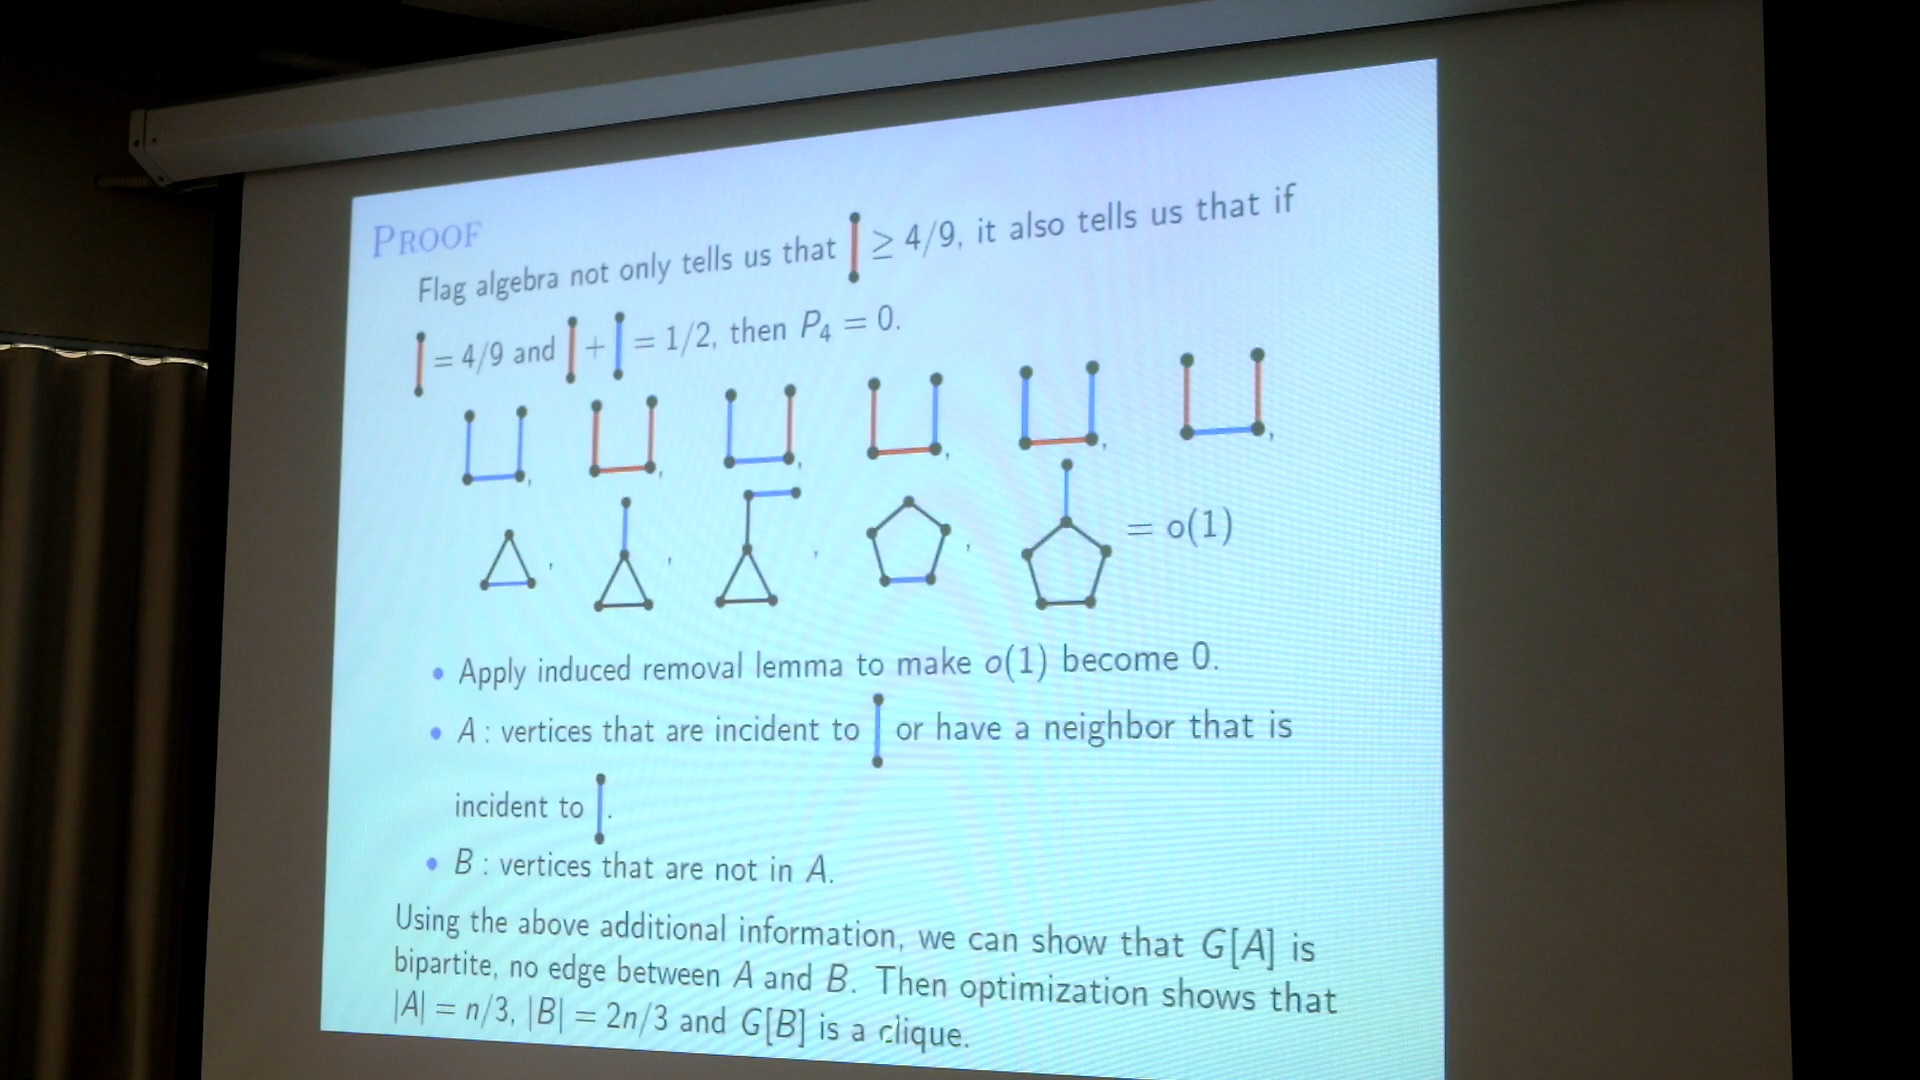 PROOF
Flag algebra not only tells us that ≥ 4/9, it also tells us that if
= 4/9 and + = 1/2, then P₄ = 0.
, , , , , ,
, , , , = o(1)
• Apply induced removal lemma to make o(1) become 0.
• A : vertices that are incident to or have a neighbor that is
incident to .
• B : vertices that are not in A.
Using the above additional information, we can show that G[A] is
bipartite, no edge between A and B. Then optimization shows that
|A| = n/3, |B| = 2n/3 and G[B] is a clique.